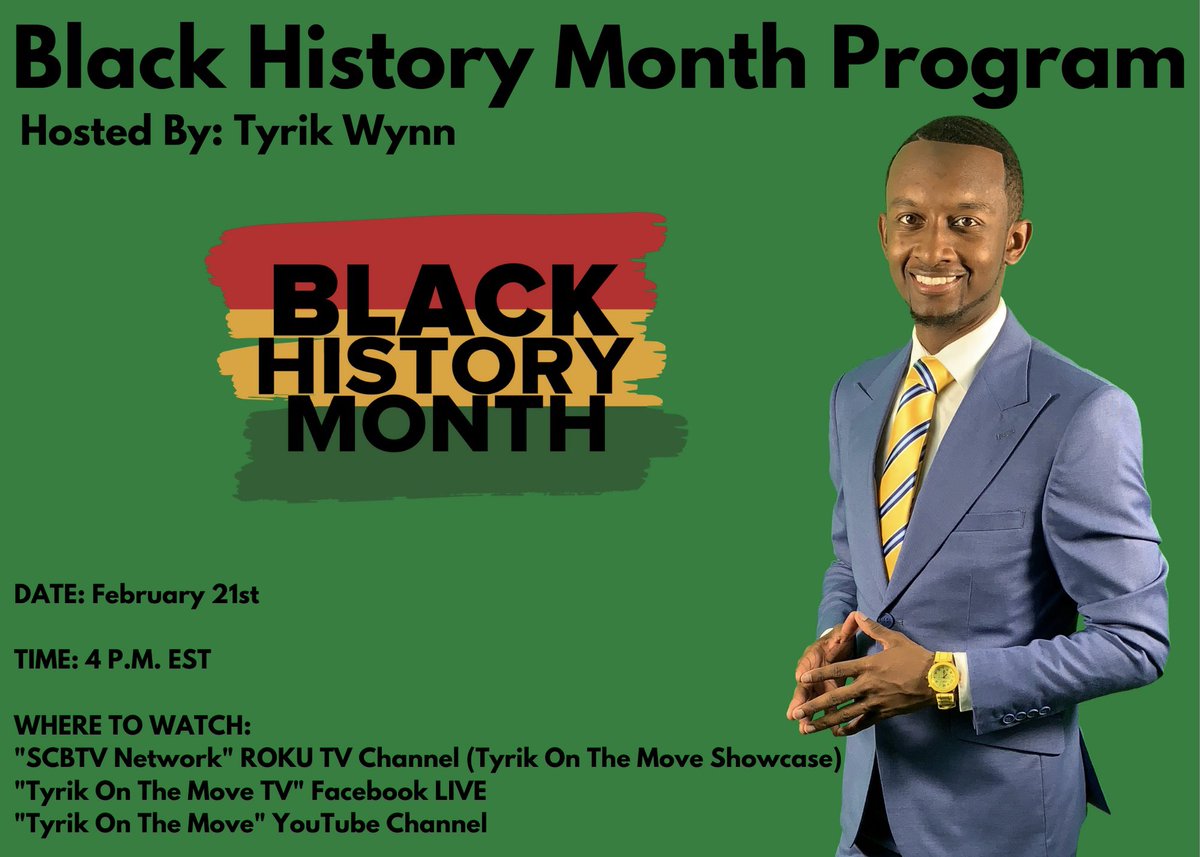 Black History Month Program
Hosted By: Tyrik Wynn
BLACK
HISTORY
MONTH
DATE: February 21st
TIME: 4 P.M. EST
WHERE TO WATCH:
"SCBTV Network" ROKU TV Channel (Tyrik On The Move Showcase)
"Tyrik On The Move TV" Facebook LIVE
"Tyrik On The Move" YouTube Channel